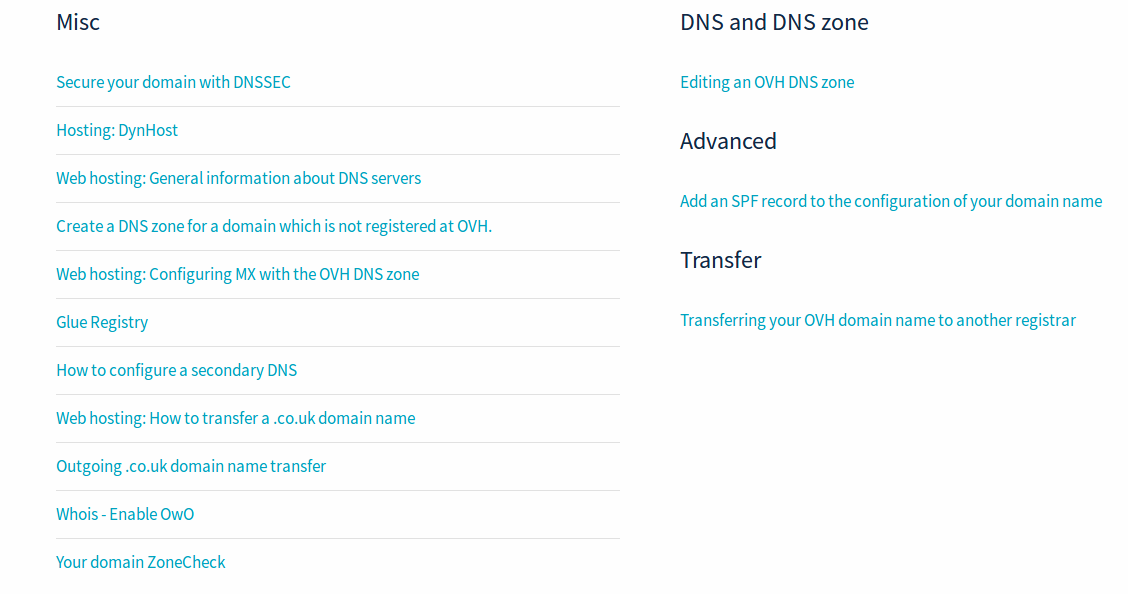 Misc
Secure your domain with DNSSEC
Hosting: DynHost
Web hosting: General information about DNS servers
Create a DNS zone for a domain which is not registered at OVH.
Web hosting: Configuring MX with the OVH DNS zone
Glue Registry
How to configure a secondary DNS
Web hosting: How to transfer a .co.uk domain name
Outgoing .co.uk domain name transfer
Whois - Enable OwO
Your domain ZoneCheck
DNS and DNS zone
Editing an OVH DNS zone
Advanced
Add an SPF record to the configuration of your domain name
Transfer
Transferring your OVH domain name to another registrar